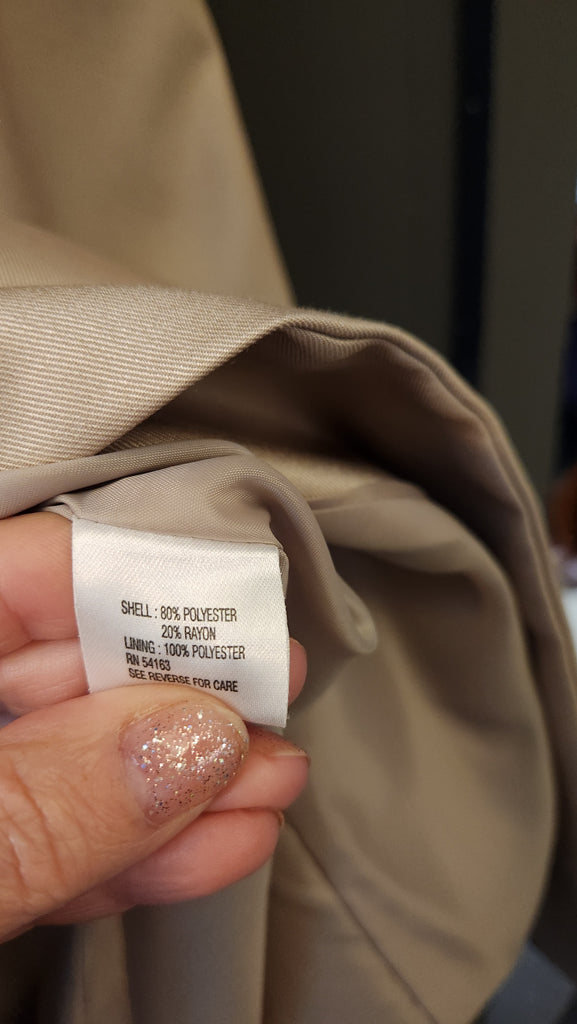 SHELL : 80% POLYESTER
20% RAYON
LINING : 100% POLYESTER
RN 54163
SEE REVERSE FOR CARE